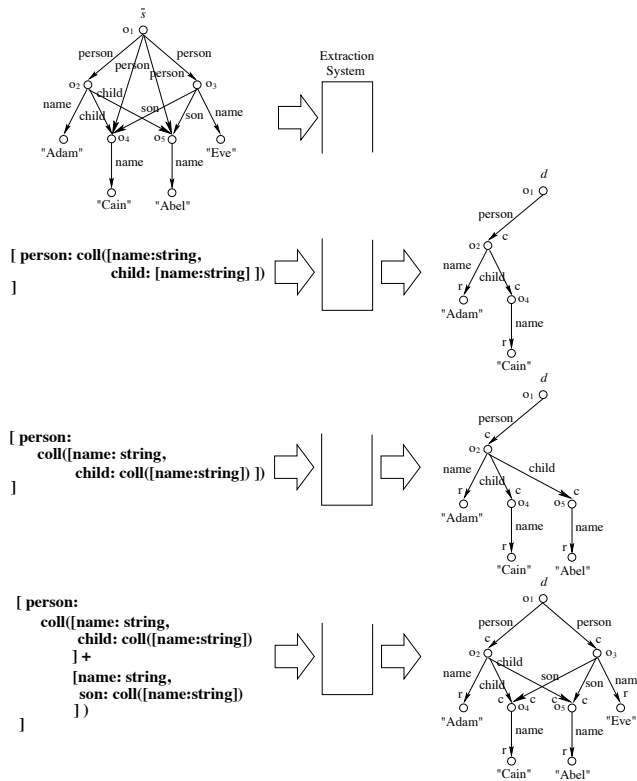 s̄
o1
person person
person
person
Extraction
System
o2 o3
name child son name
child son
"Adam" o4 o5 "Eve"
name name
"Cain" "Abel"
d
o1
person
[ person: coll([name:string,
child: [name:string] ])
]
o2 c
name child
r c
"Adam" o4
name
r
"Cain"
d
o1
person
[ person:
coll([name: string,
child: coll([name:string]) ])
]
c
o2
name child child
r c c
"Adam" o4 o5
name name
r r
"Cain" "Abel"
d
o1
person person
[ person:
coll([name: string,
child: coll([name:string])
] +
[name: string,
son: coll([name:string])
] )
]
c c
o2 o3
name child son name
child son
r c c c c r
"Adam" o4 o5 "Eve"
name name
r r
"Cain" "Abel"